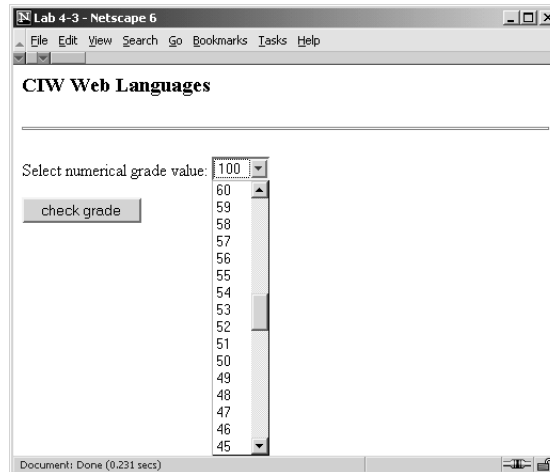 Lab 4-3 - Netscape 6
File Edit View Search Go Bookmarks Tasks Help
CIW Web Languages
Select numerical grade value: 100
check grade
60
59
58
57
56
55
54
53
52
51
50
49
48
47
46
45
Document: Done (0.231 secs)